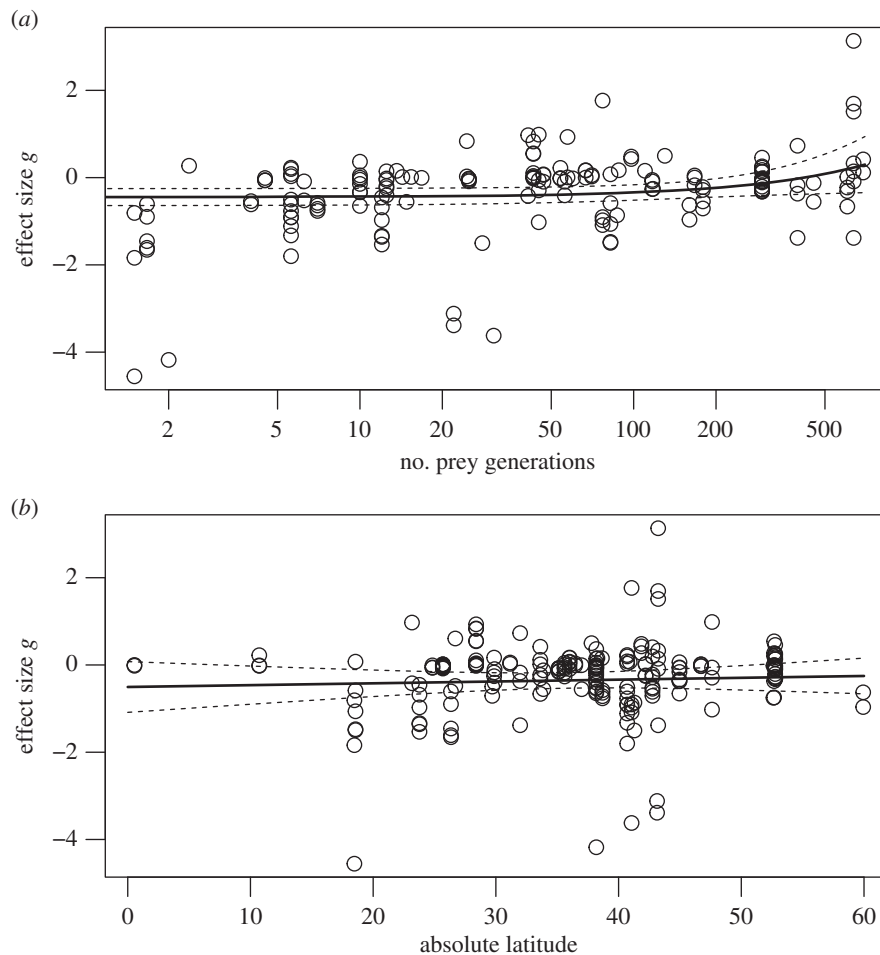 (a)
2
0
−2
−4
effect size g
2 5 10 20 50 100 200 500
no. prey generations
(b)
2
0
−2
−4
effect size g
0 10 20 30 40 50 60
absolute latitude